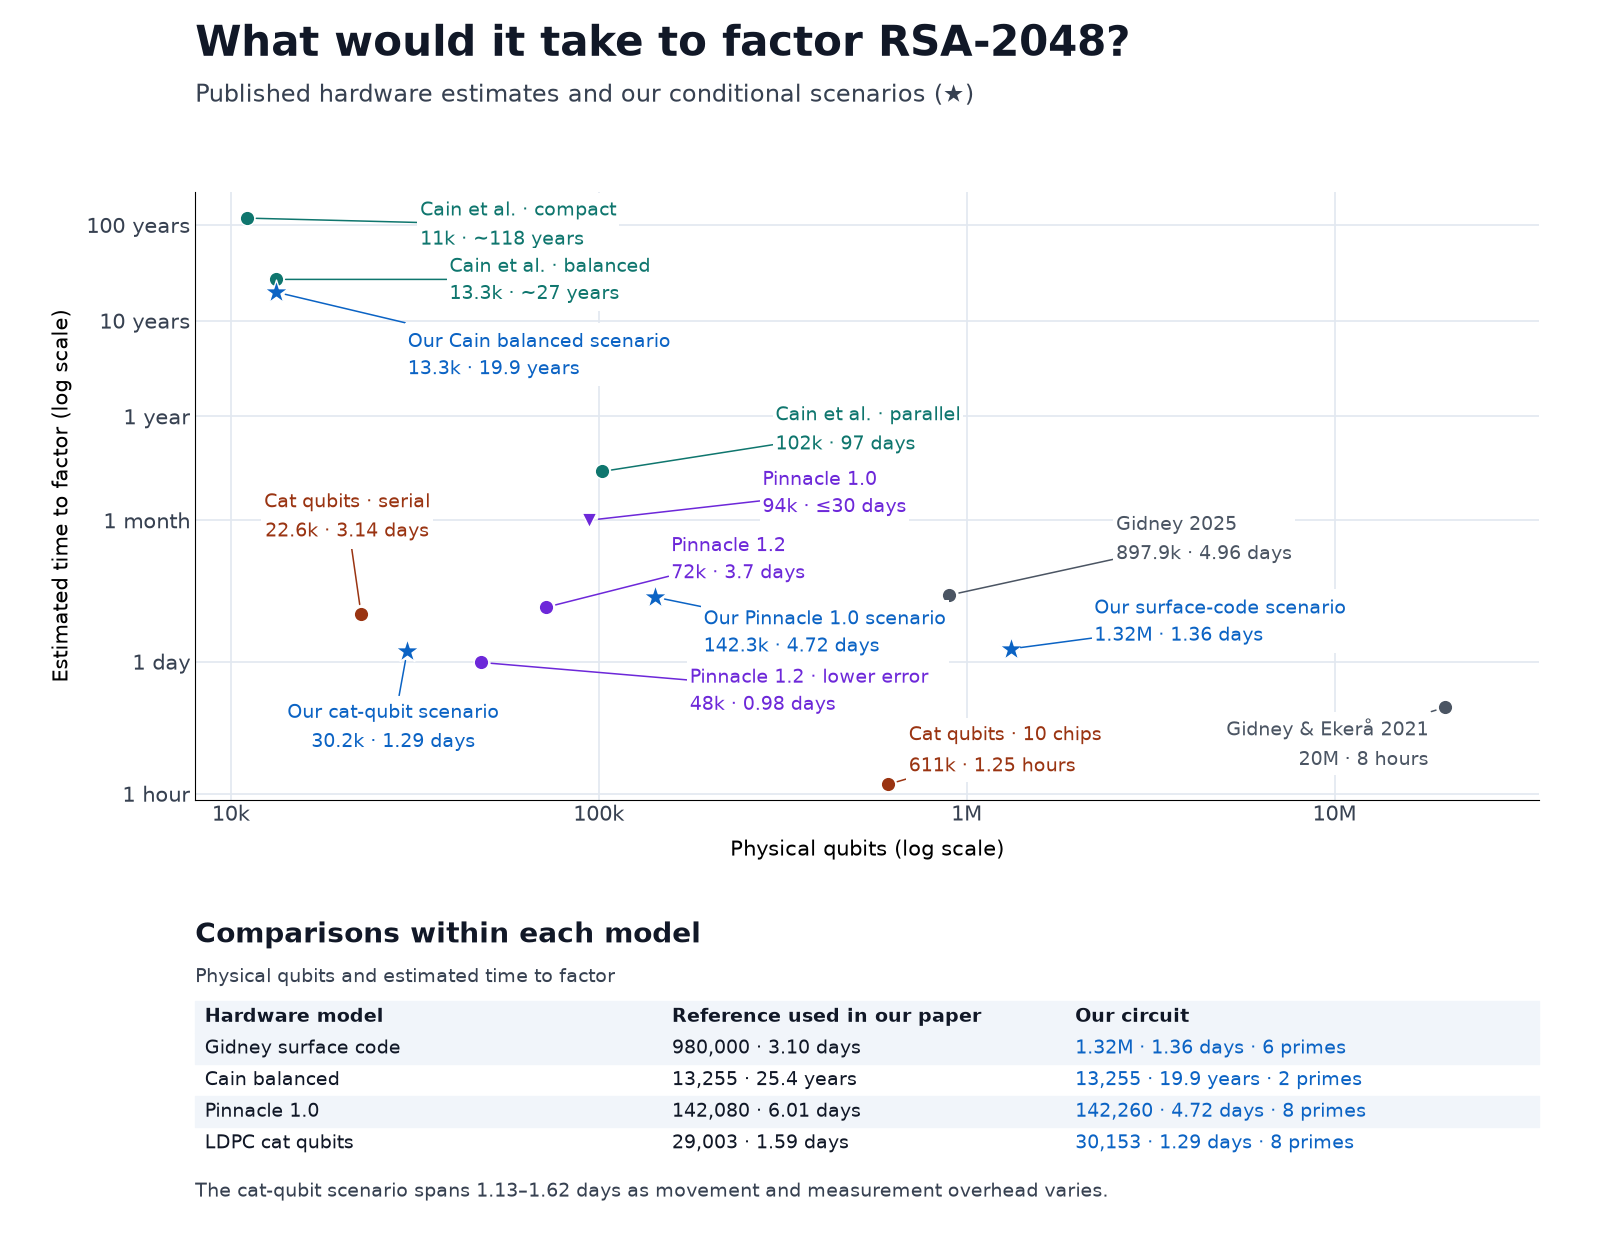 What would it take to factor RSA-2048?
Published hardware estimates and our conditional scenarios (★)
Estimated time to factor (log scale)
100 years
10 years
1 year
1 month
1 day
1 hour
Cain et al. · compact
11k · ~118 years
Cain et al. · balanced
13.3k · ~27 years
Our Cain balanced scenario
13.3k · 19.9 years
Cain et al. · parallel
102k · 97 days
Pinnacle 1.0
94k · ≤30 days
Cat qubits · serial
22.6k · 3.14 days
Pinnacle 1.2
72k · 3.7 days
Gidney 2025
897.9k · 4.96 days
Our Pinnacle 1.0 scenario
142.3k · 4.72 days
Our surface-code scenario
1.32M · 1.36 days
Pinnacle 1.2 · lower error
48k · 0.98 days
Our cat-qubit scenario
30.2k · 1.29 days
Cat qubits · 10 chips
611k · 1.25 hours
Gidney & Ekerå 2021
20M · 8 hours
10k 100k 1M 10M
Physical qubits (log scale)
Comparisons within each model
Physical qubits and estimated time to factor
Hardware model Reference used in our paper Our circuit
Gidney surface code 980,000 · 3.10 days 1.32M · 1.36 days · 6 primes
Cain balanced 13,255 · 25.4 years 13,255 · 19.9 years · 2 primes
Pinnacle 1.0 142,080 · 6.01 days 142,260 · 4.72 days · 8 primes
LDPC cat qubits 29,003 · 1.59 days 30,153 · 1.29 days · 8 primes
The cat-qubit scenario spans 1.13–1.62 days as movement and measurement overhead varies.